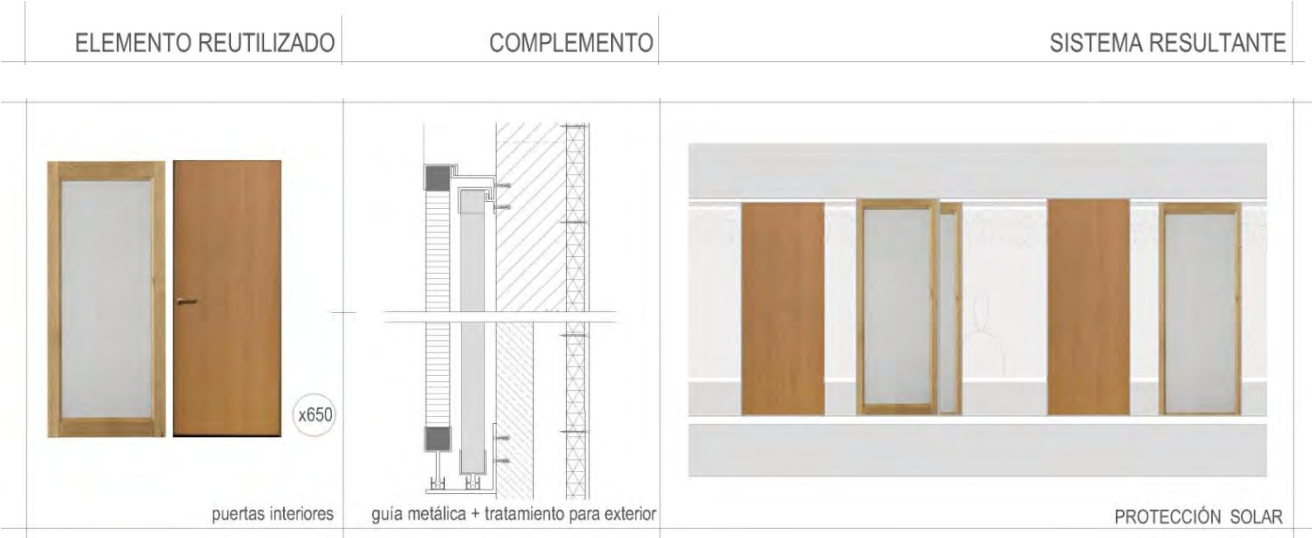 ELEMENTO REUTILIZADO
COMPLEMENTO
SISTEMA RESULTANTE
x650
puertas interiores
guía metálica + tratamiento para exterior
PROTECCIÓN SOLAR